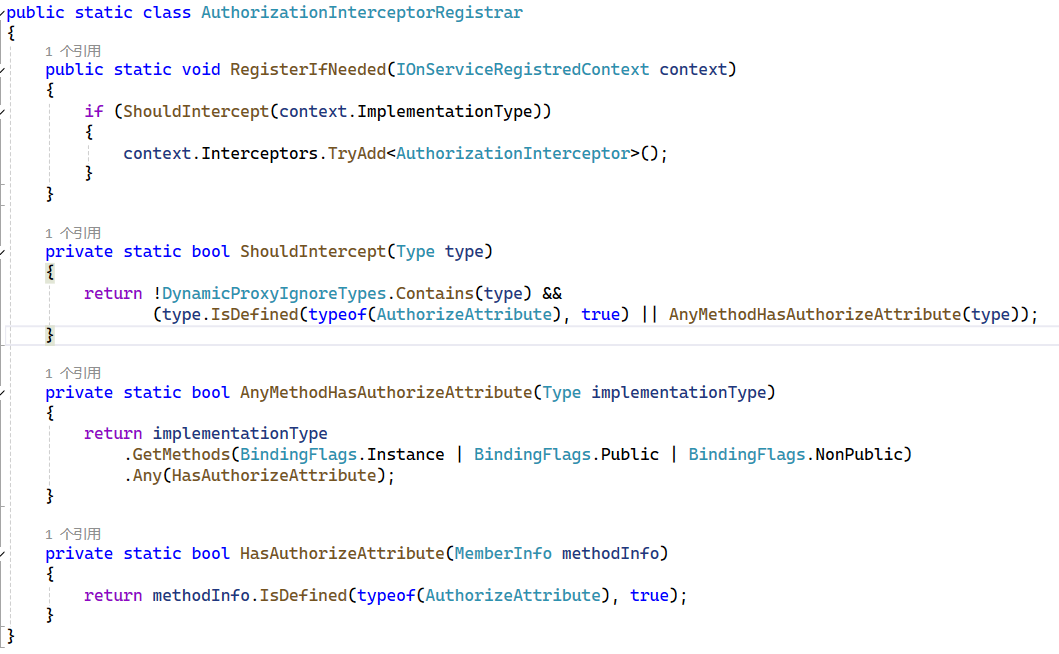 public static class AuthorizationInterceptorRegistrar
{
1 个引用
public static void RegisterIfNeeded(IOnServiceRegistredContext context)
{
if (ShouldIntercept(context.ImplementationType))
{
context.Interceptors.TryAdd<AuthorizationInterceptor>();
}
}
1 个引用
private static bool ShouldIntercept(Type type)
{
return !DynamicProxyIgnoreTypes.Contains(type) &&
(type.IsDefined(typeof(AuthorizeAttribute), true) || AnyMethodHasAuthorizeAttribute(type));
}
1 个引用
private static bool AnyMethodHasAuthorizeAttribute(Type implementationType)
{
return implementationType
.GetMethods(BindingFlags.Instance | BindingFlags.Public | BindingFlags.NonPublic)
.Any(HasAuthorizeAttribute);
}
1 个引用
private static bool HasAuthorizeAttribute(MemberInfo methodInfo)
{
return methodInfo.IsDefined(typeof(AuthorizeAttribute), true);
}
}